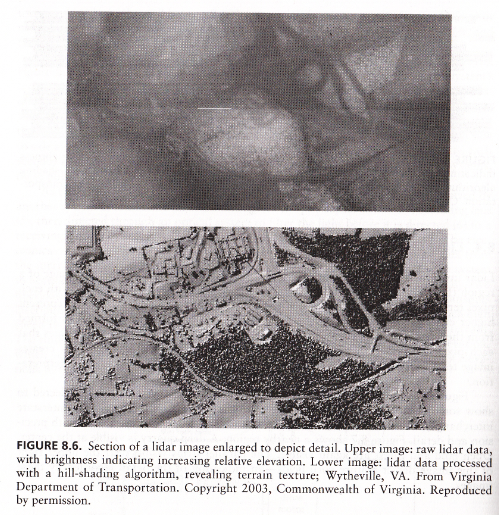 FIGURE 8.6. Section of a lidar image enlarged to depict detail. Upper image: raw lidar data,
with brightness indicating increasing relative elevation. Lower image: lidar data processed
with a hill-shading algorithm, revealing terrain texture; Wytheville, VA. From Virginia
Department of Transportation. Copyright 2003, Commonwealth of Virginia. Reproduced
by permission.